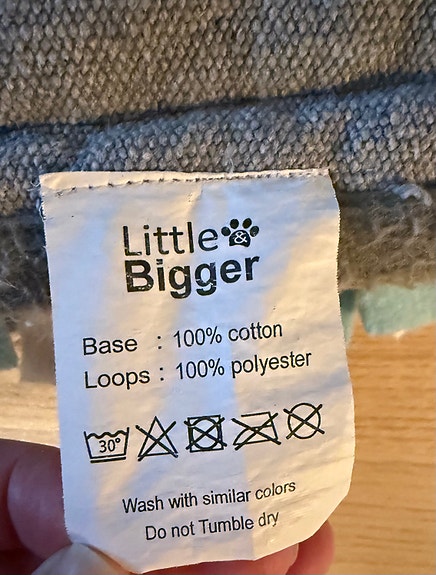 Little &
Bigger
Base : 100% cotton
Loops : 100% polyester
30°
Wash with similar colors
Do not Tumble dry